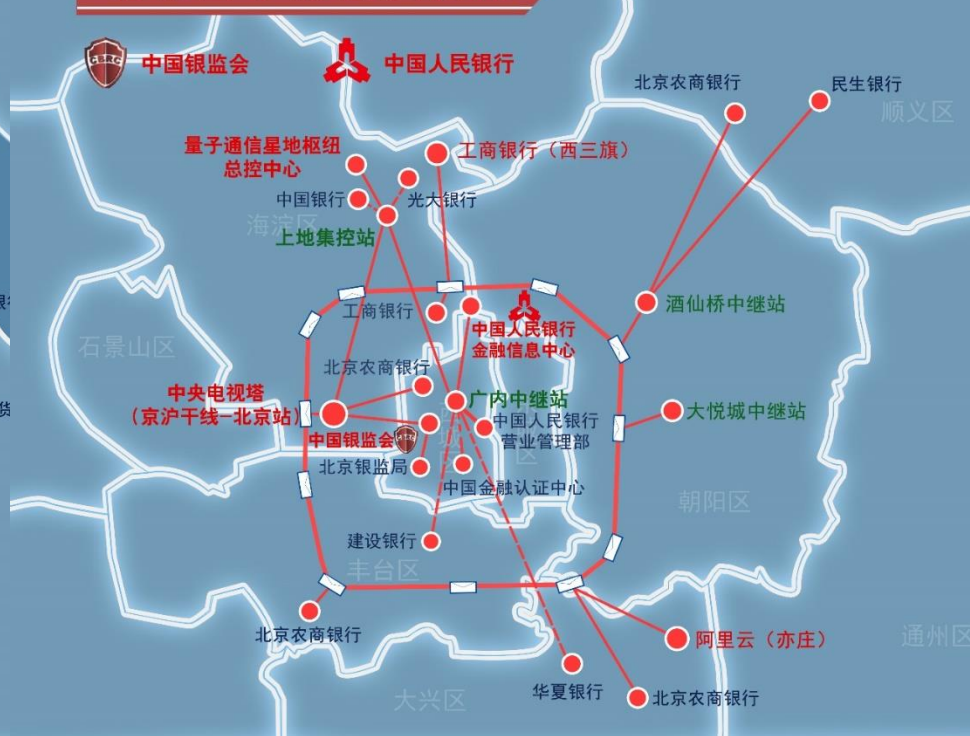 CBRC
中国银监会
中国人民银行
北京农商银行
民生银行
顺义区
量子通信星地枢纽
总控中心
工商银行（西三旗）
中国银行
光大银行
海淀区
上地集控站
工商银行
酒仙桥中继站
中国人民银行
金融信息中心
石景山区
北京农商银行
中央电视塔
（京沪干线–北京站）
广内中继站
大悦城中继站
中国人民银行
营业管理部
中国银监会
北京银监局
中国金融认证中心
朝阳区
建设银行
丰台区
北京农商银行
阿里云（亦庄）
通州区
华夏银行
北京农商银行
大兴区